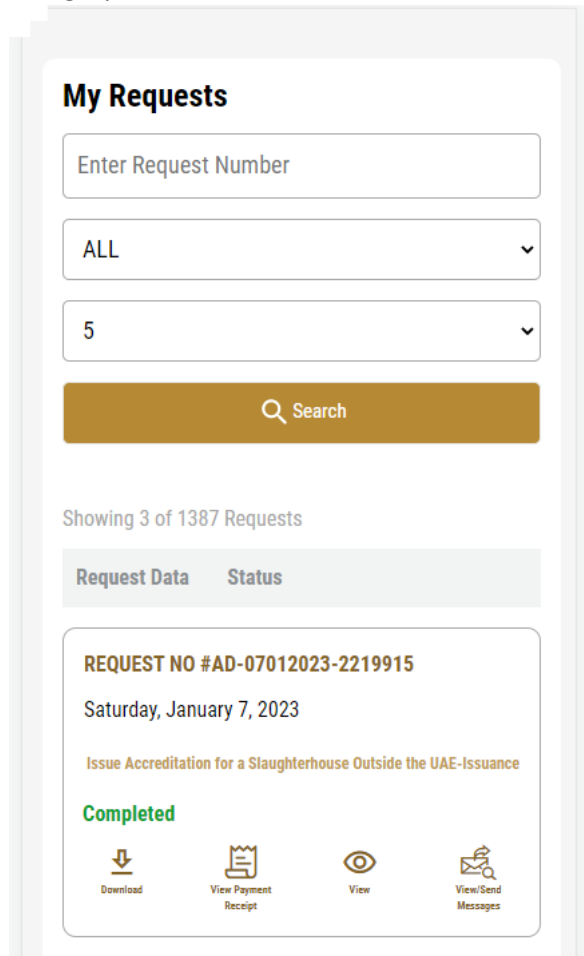 My Requests
Enter Request Number
ALL
5
Search
Showing 3 of 1387 Requests
Request Data Status
REQUEST NO #AD-07012023-2219915
Saturday, January 7, 2023
Issue Accreditation for a Slaughterhouse Outside the UAE-Issuance
Completed
Download View Payment Receipt View View/Send Messages